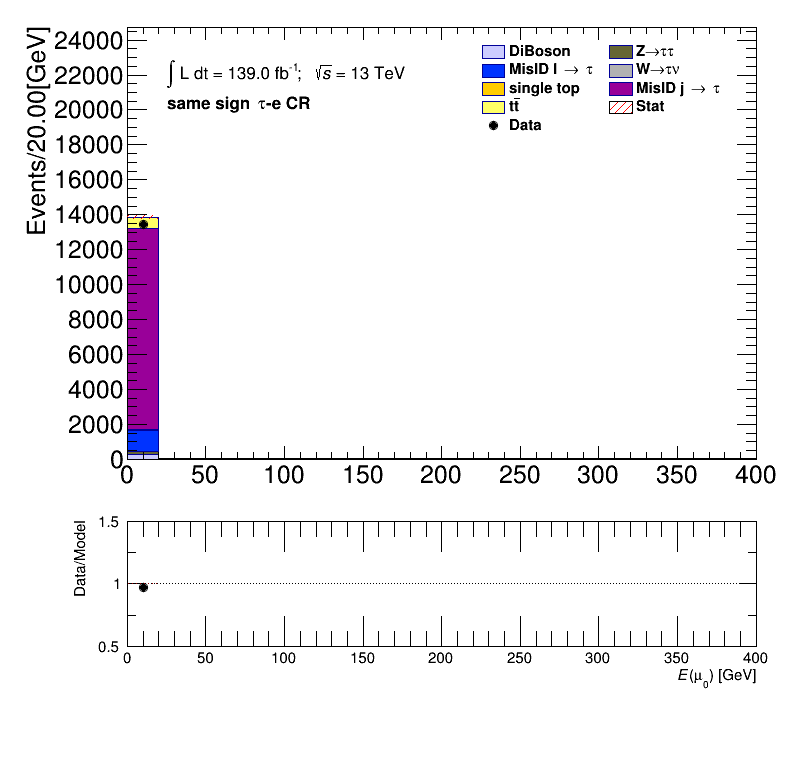 Events/20.00[GeV]
24000
22000
20000
18000
16000
14000
12000
10000
8000
6000
4000
2000
0
∫ L dt = 139.0 fb⁻¹; √s = 13 TeV
same sign τ-e CR
DiBoson
MisID l → τ
single top
tt̄
Data
Z→ττ
W→τν
MisID j → τ
Stat
0 50 100 150 200 250 300 350 400
Data/Model
1.5
1
0.5
0 50 100 150 200 250 300 350 400
E(μ₀) [GeV]